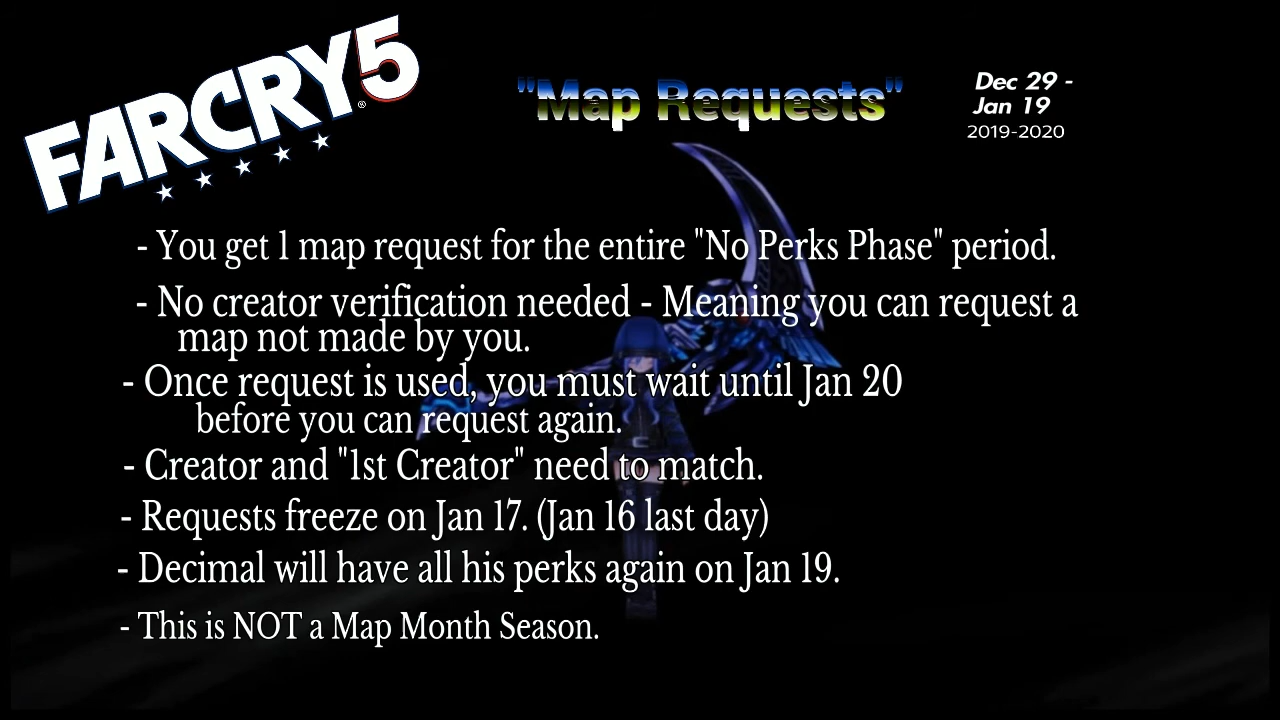 FARCRY5®
"Map Requests"
Dec 29 -
Jan 19
2019-2020
- You get 1 map request for the entire "No Perks Phase" period.
- No creator verification needed - Meaning you can request a
map not made by you.
- Once request is used, you must wait until Jan 20
before you can request again.
- Creator and "1st Creator" need to match.
- Requests freeze on Jan 17. (Jan 16 last day)
- Decimal will have all his perks again on Jan 19.
- This is NOT a Map Month Season.